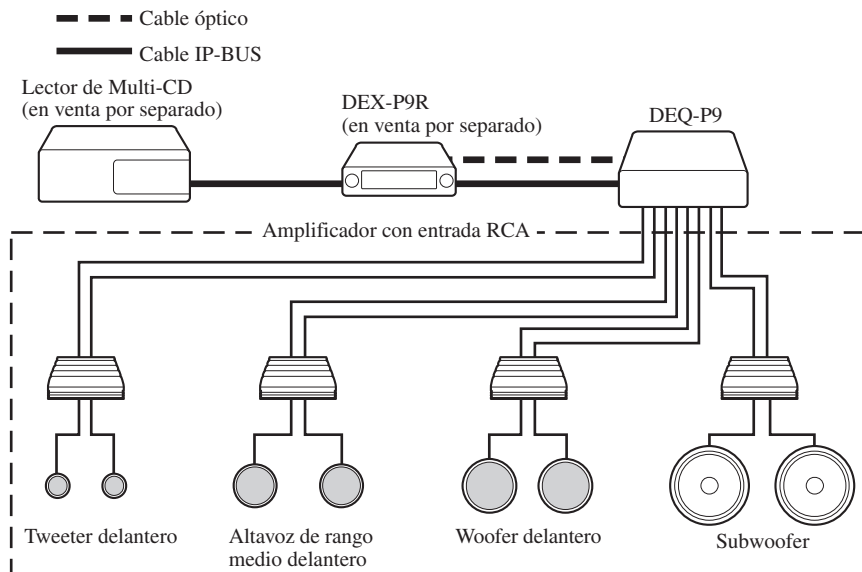 Cable óptico
Cable IP-BUS
Lector de Multi-CD
(en venta por separado)
DEX-P9R
(en venta por separado)
DEQ-P9
Amplificador con entrada RCA
Tweeter delantero
Altavoz de rango
medio delantero
Woofer delantero
Subwoofer